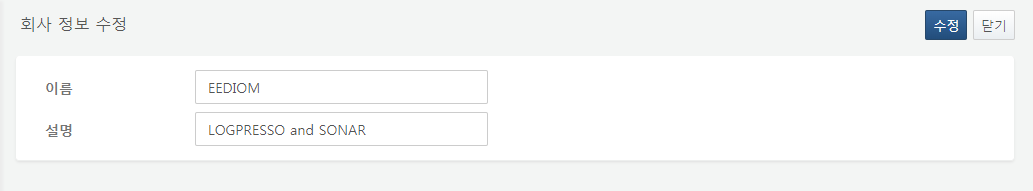 회사 정보 수정
수정 닫기
이름 EEDIOM
설명 LOGPRESSO and SONAR